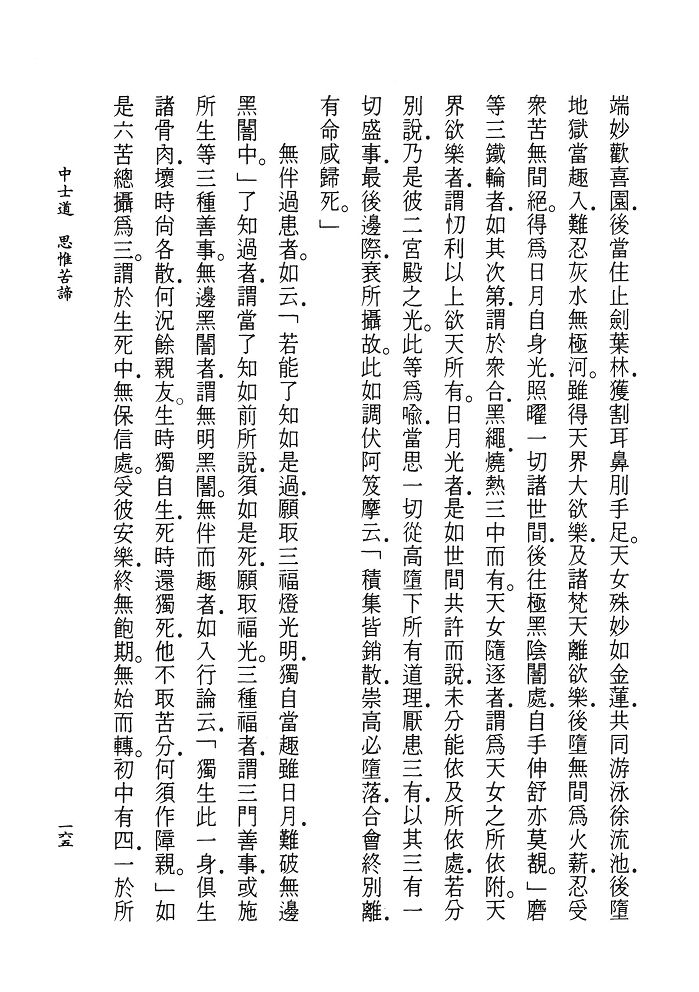 端妙歡喜園．後當住止劍葉林．獲割耳鼻刖手足。天女殊妙如金蓮．共同游泳徐流池．後墮
地獄當趣入．難忍灰水無極河。雖得天界大欲樂．及諸梵天離欲樂．後墮無間為火薪．忍受
眾苦無間絕。得為日月自身光．照曜一切諸世間．後往極黑陰闇處．自手伸舒亦莫覩。」磨
等三鐵輪者．如其次第．謂於眾合．黑繩．燒熱三中而有。天女隨逐者．謂為天女之所依附。天
界欲樂者．謂忉利以上欲天所有。日月光者．是如世間共許而說．未分能依及所依處．若分
別說．乃是彼二宮殿之光。此等為喻．當思一切從高墮下所有道理．厭患三有．以其三有一
切盛事．最後邊際．衰所攝故。此如調伏阿笈摩云．「積集皆銷散．崇高必墮落．合會終別離．
有命咸歸死。」
無伴過患者。如云．「若能了知如是過．願取三福燈光明．獨自當趣雖日月．難破無邊
黑闇中。」了知過者．謂當了知如前所說．須如是死．願取福光。三種福者．謂三門善事．或施
所生等三種善事。無邊黑闇者．謂無明黑闇。無伴而趣者．如入行論云．「獨生此一身．俱生
諸骨肉．壞時尚各散．何況餘親友。生時獨自生．死時還獨死．他不取苦分．何須作障親。」如
是六苦總攝為三。謂於生死中．無保信處。受彼安樂．終無飽期。無始而轉。初中有四．一於所
中士道　思惟苦諦
一六五